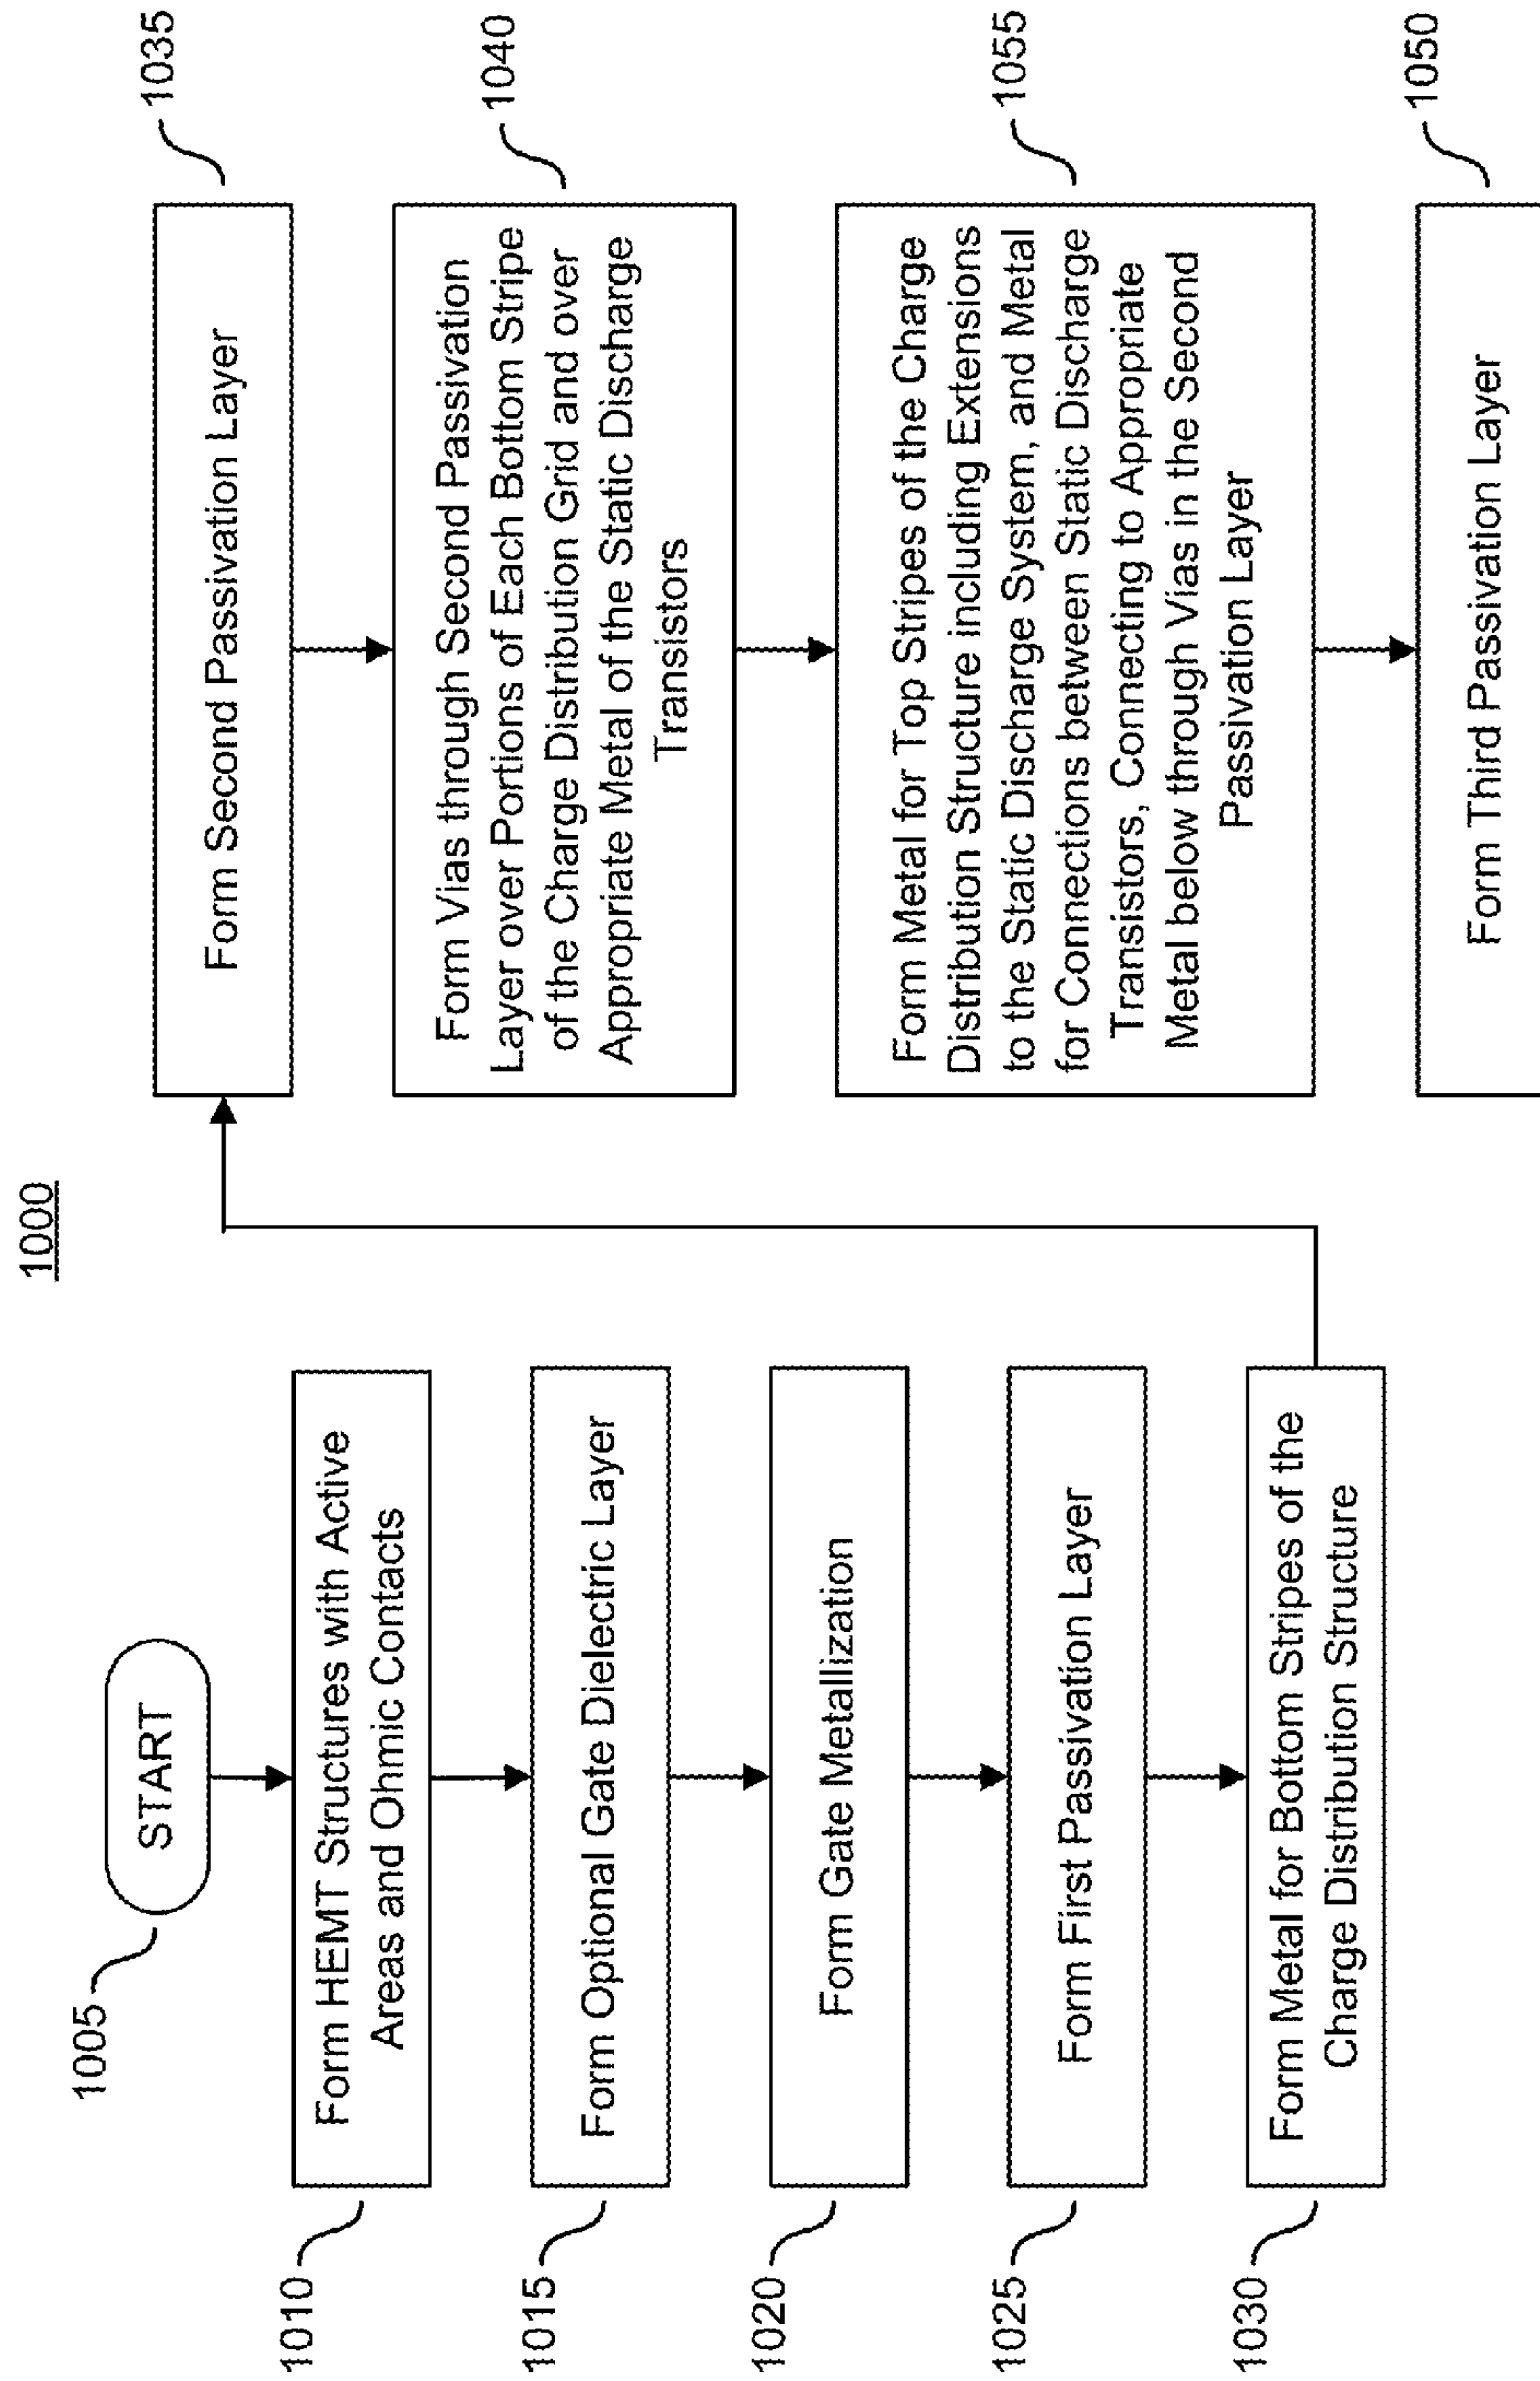 1000
START
1005
Form HEMT Structures with Active
Areas and Ohmic Contacts
1010
Form Optional Gate Dielectric Layer
1015
Form Gate Metallization
1020
Form First Passivation Layer
1025
Form Metal for Bottom Stripes of the
Charge Distribution Structure
1030
Form Second Passivation Layer
1035
Form Vias through Second Passivation
Layer over Portions of Each Bottom Stripe
of the Charge Distribution Grid and over
Appropriate Metal of the Static Discharge
Transistors
1040
Form Metal for Top Stripes of the Charge
Distribution Structure including Extensions
to the Static Discharge System, and Metal
for Connections between Static Discharge
Transistors, Connecting to Appropriate
Metal below through Vias in the Second
Passivation Layer
1055
Form Third Passivation Layer
1050